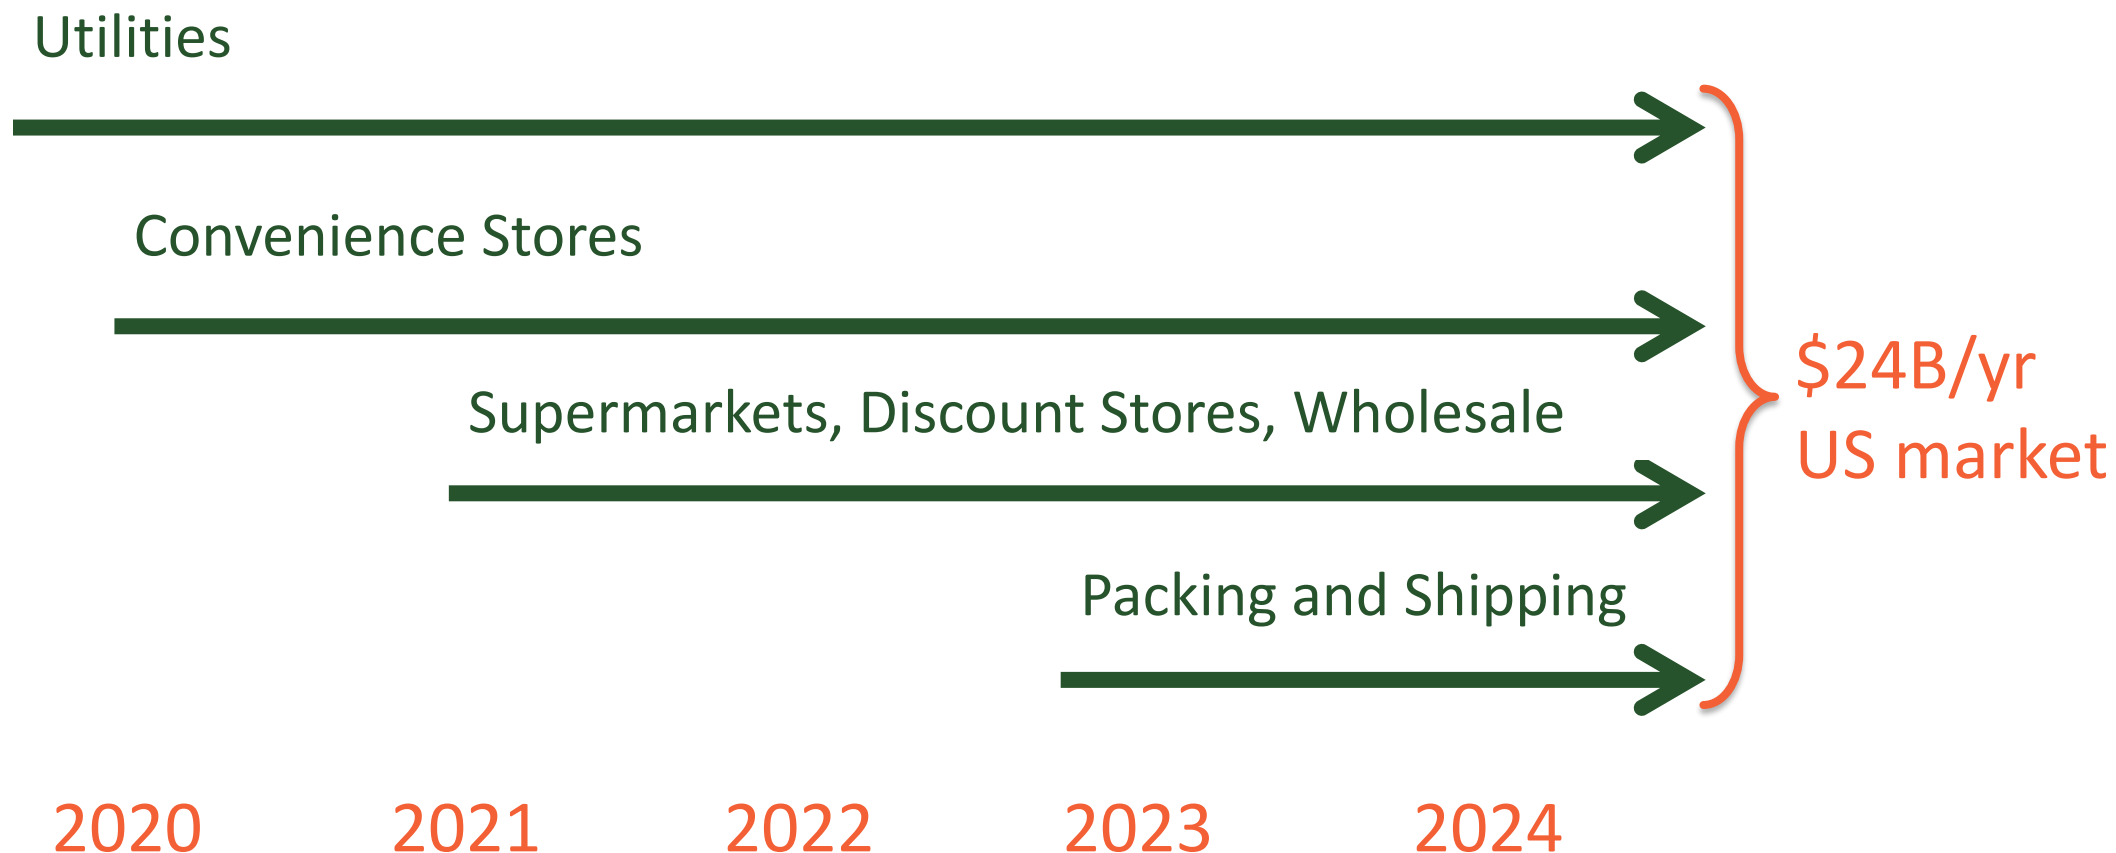 Utilities
Convenience Stores
Supermarkets, Discount Stores, Wholesale
Packing and Shipping
$24B/yr
US market
2020 2021 2022 2023 2024